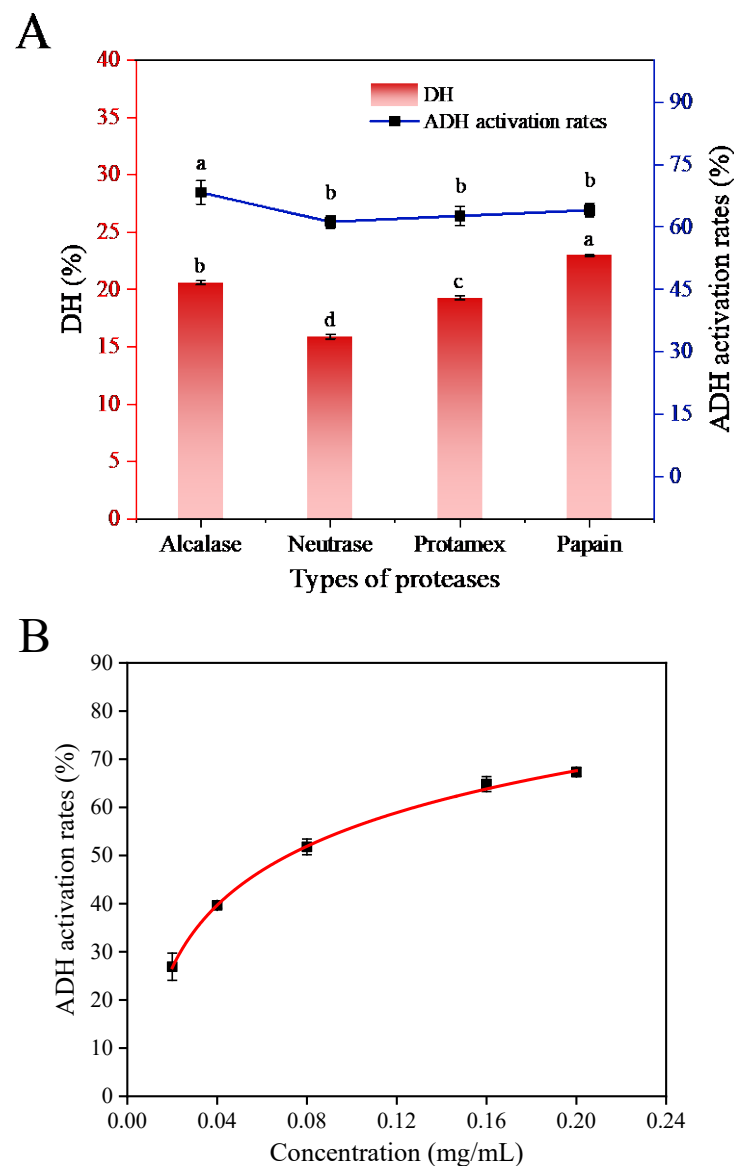 A
DH
ADH activation rates
DH (%)
40
35
30
25
20
15
10
5
0
ADH activation rates (%)
90
75
60
45
30
15
0
a
b
b
b
b
d
c
a
Alcalase Neutrase Protamex Papain
Types of proteases
B
ADH activation rates (%)
90
80
70
60
50
40
30
20
10
0
0.00 0.04 0.08 0.12 0.16 0.20 0.24
Concentration (mg/mL)